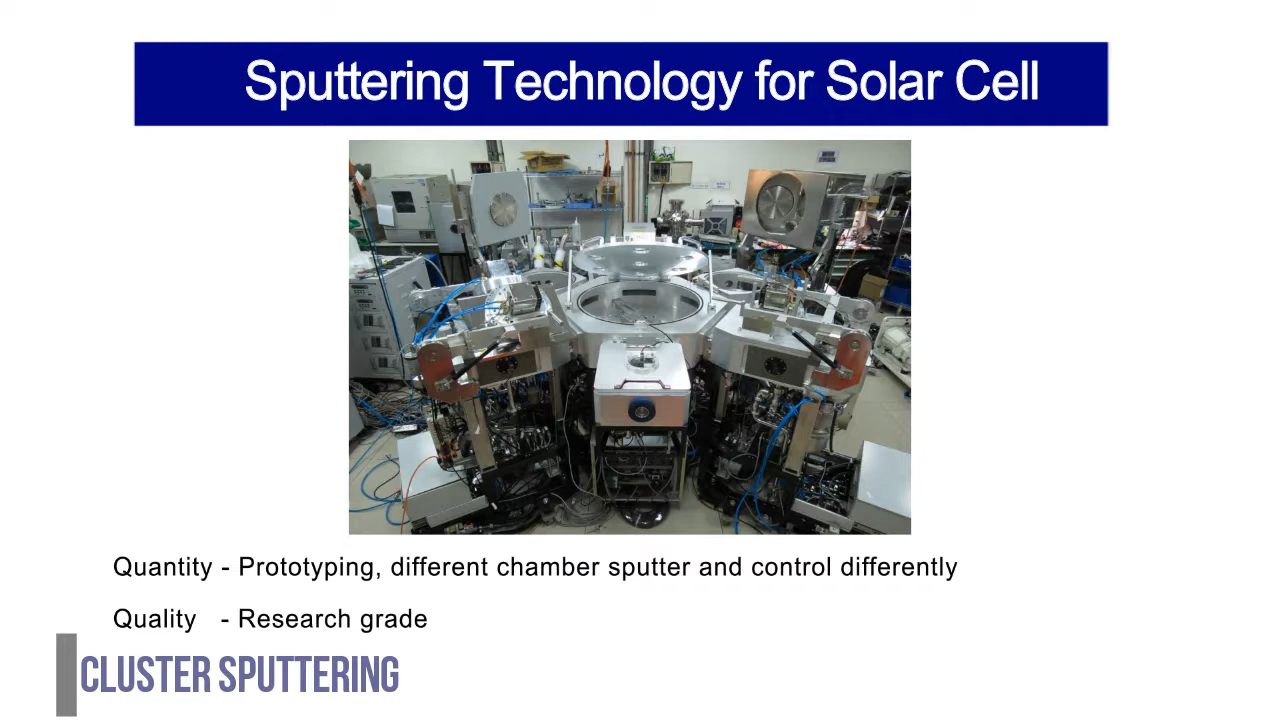 Sputtering Technology for Solar Cell
Quantity - Prototyping, different chamber sputter and control differently
Quality - Research grade
CLUSTER SPUTTERING